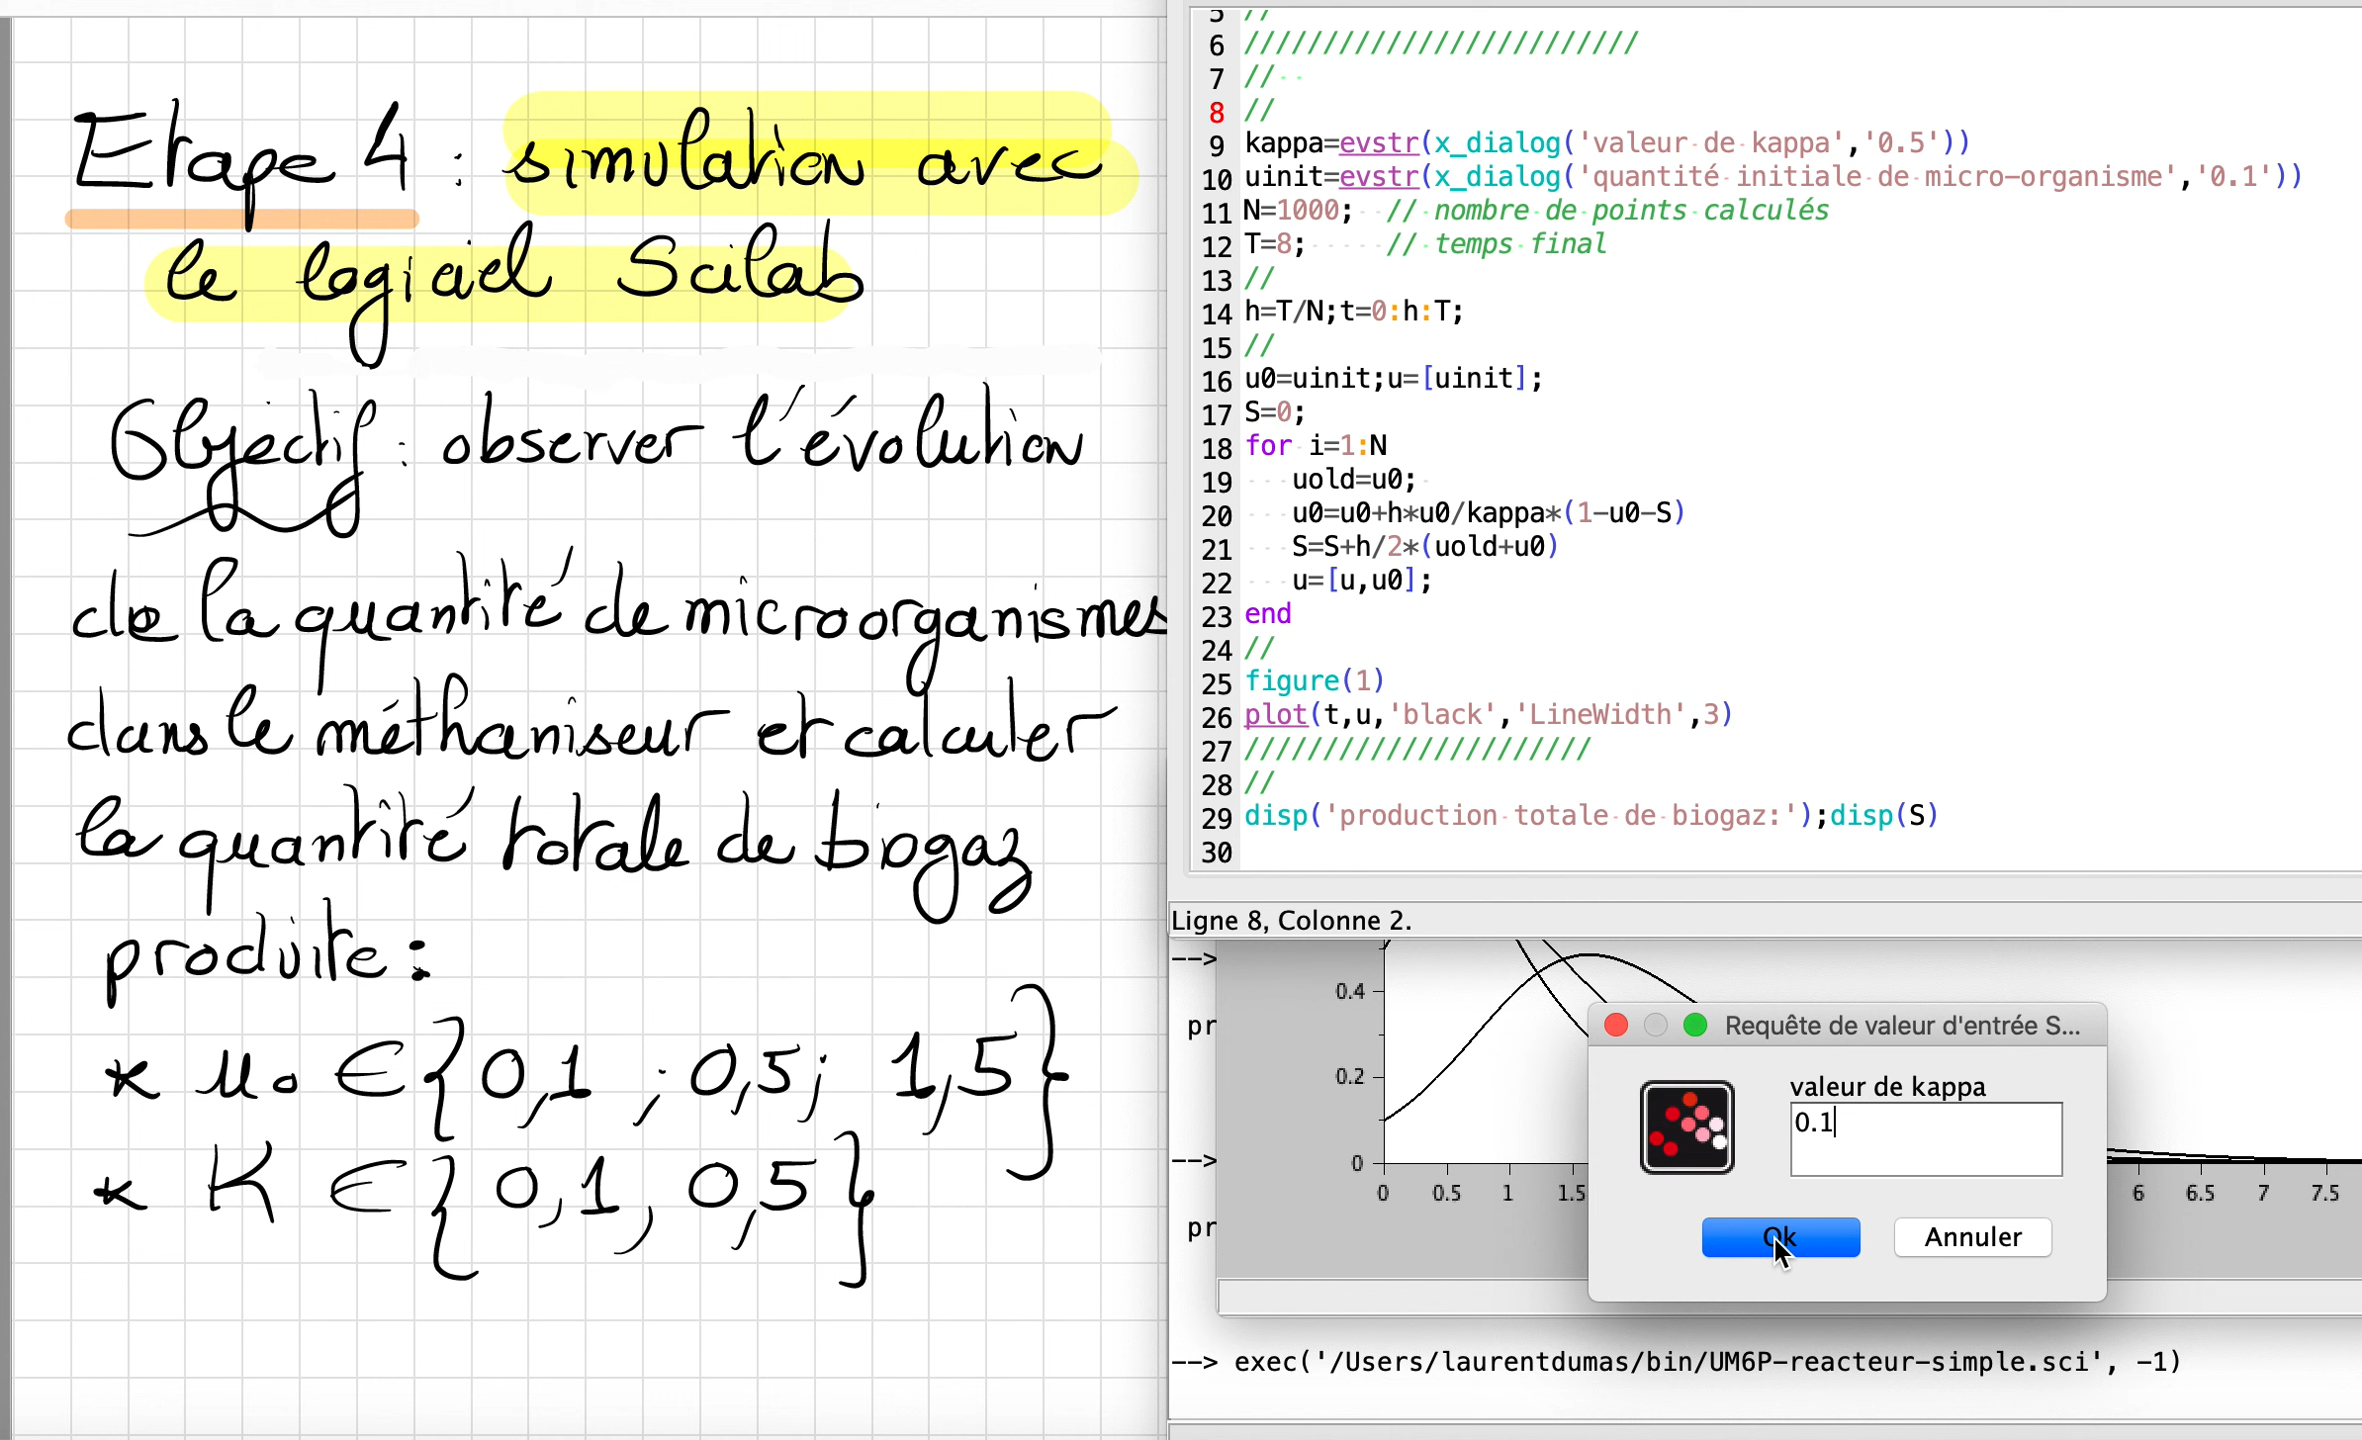 Etape 4 : simulation avec
le logiciel Scilab
Objectif : observer l'évolution
de la quantité de microorganismes
dans le méthaniseur et calculer
la quantité totale de biogaz
produite :
* u₀ ∈ { 0,1 ; 0,5 ; 1,5 }
* K ∈ { 0,1 ; 0,5 }
5 //
6 /////////////////////////
7 //
8 //
9 kappa=evstr(x_dialog('valeur de kappa','0.5'))
10 uinit=evstr(x_dialog('quantité initiale de micro-organisme','0.1'))
11 N=1000; // nombre de points calculés
12 T=8; // temps final
13 //
14 h=T/N;t=0:h:T;
15 //
16 u0=uinit;u=[uinit];
17 S=0;
18 for i=1:N
19 uold=u0;
20 u0=u0+h*u0/kappa*(1-u0-S)
21 S=S+h/2*(uold+u0)
22 u=[u,u0];
23 end
24 //
25 figure(1)
26 plot(t,u,'black','LineWidth',3)
27 //////////////////////
28 //
29 disp('production totale de biogaz:');disp(S)
30
Ligne 8, Colonne 2.
-->
0.4
pr
Requête de valeur d'entrée S...
valeur de kappa
0.2
0.1
-->
0
0 0.5 1 1.5 6 6.5 7 7.5
pr
Ok Annuler
--> exec('/Users/laurentdumas/bin/UM6P-reacteur-simple.sci', -1)